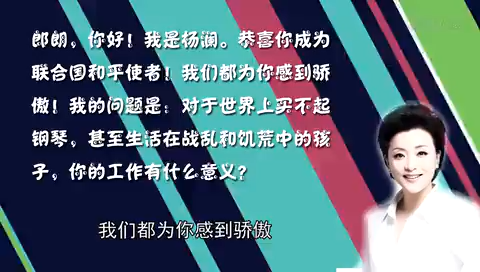 郎朗，你好！我是杨澜。恭喜你成为
联合国和平使者！我们都为你感到骄
傲！我的问题是：对于世界上买不起
钢琴，甚至生活在战乱和饥荒中的孩
子，你的工作有什么意义？
我们都为你感到骄傲